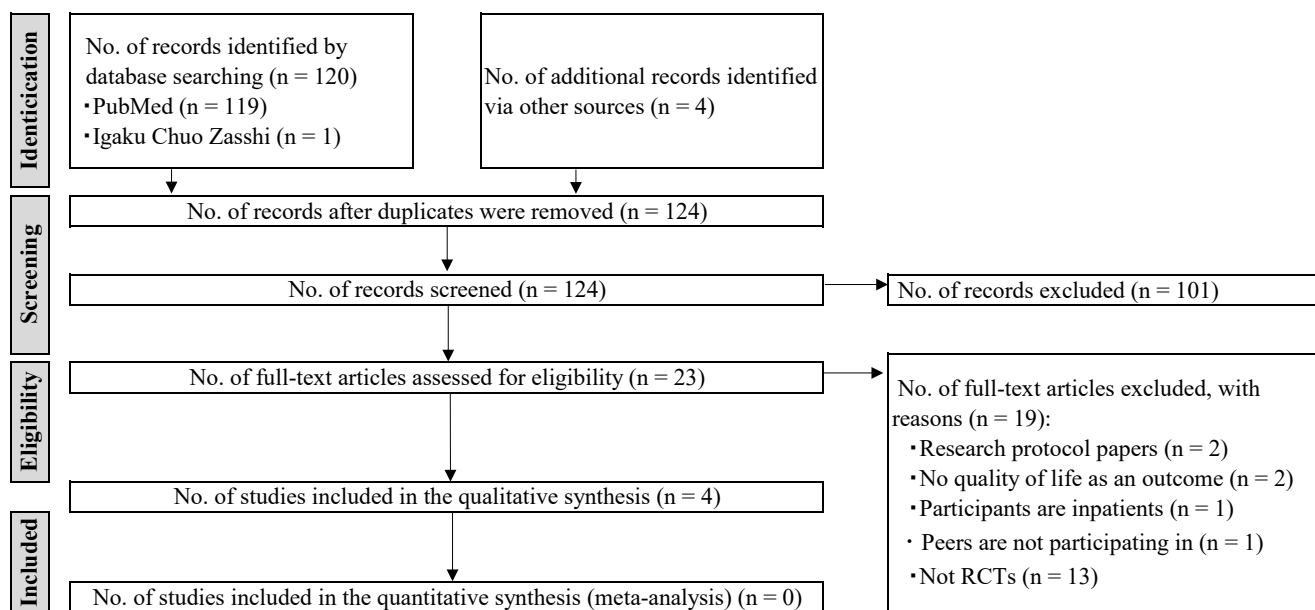 Identicication
No. of records identified by
database searching (n = 120)
・PubMed (n = 119)
・Igaku Chuo Zasshi (n = 1)
No. of additional records identified
via other sources (n = 4)
Screening
No. of records after duplicates were removed (n = 124)
No. of records screened (n = 124)
No. of records excluded (n = 101)
Eligibility
No. of full-text articles assessed for eligibility (n = 23)
No. of full-text articles excluded, with
reasons (n = 19):
・Research protocol papers (n = 2)
・No quality of life as an outcome (n = 2)
・Participants are inpatients (n = 1)
・ Peers are not participating in (n = 1)
・Not RCTs (n = 13)
No. of studies included in the qualitative synthesis (n = 4)
Included
No. of studies included in the quantitative synthesis (meta-analysis) (n = 0)